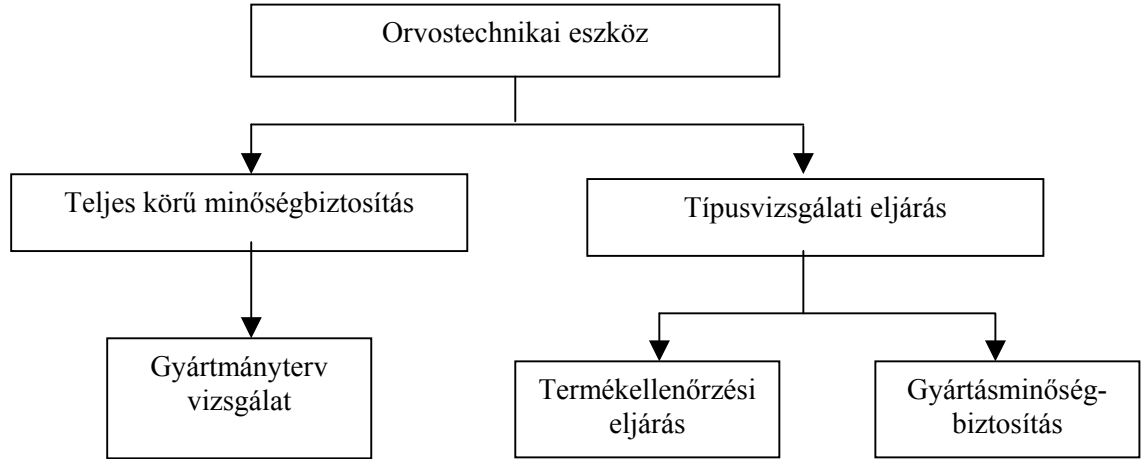 Orvostechnikai eszköz
Teljes körű minőségbiztosítás
Típusvizsgálati eljárás
Gyártmányterv
vizsgálat
Termékellenőrzési
eljárás
Gyártásminőség-
biztosítás